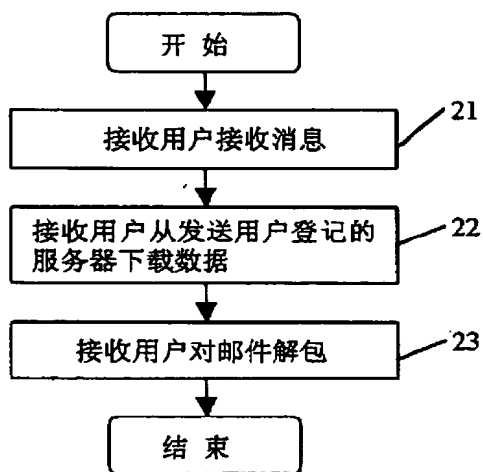 开 始
接收用户接收消息
21
接收用户从发送用户登记的
服务器下载数据
22
接收用户对邮件解包
23
结 束